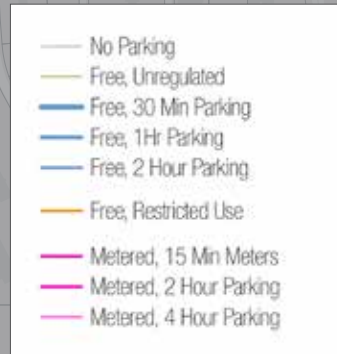 No Parking
Free, Unregulated
Free, 30 Min Parking
Free, 1Hr Parking
Free, 2 Hour Parking
Free, Restricted Use
Metered, 15 Min Meters
Metered, 2 Hour Parking
Metered, 4 Hour Parking